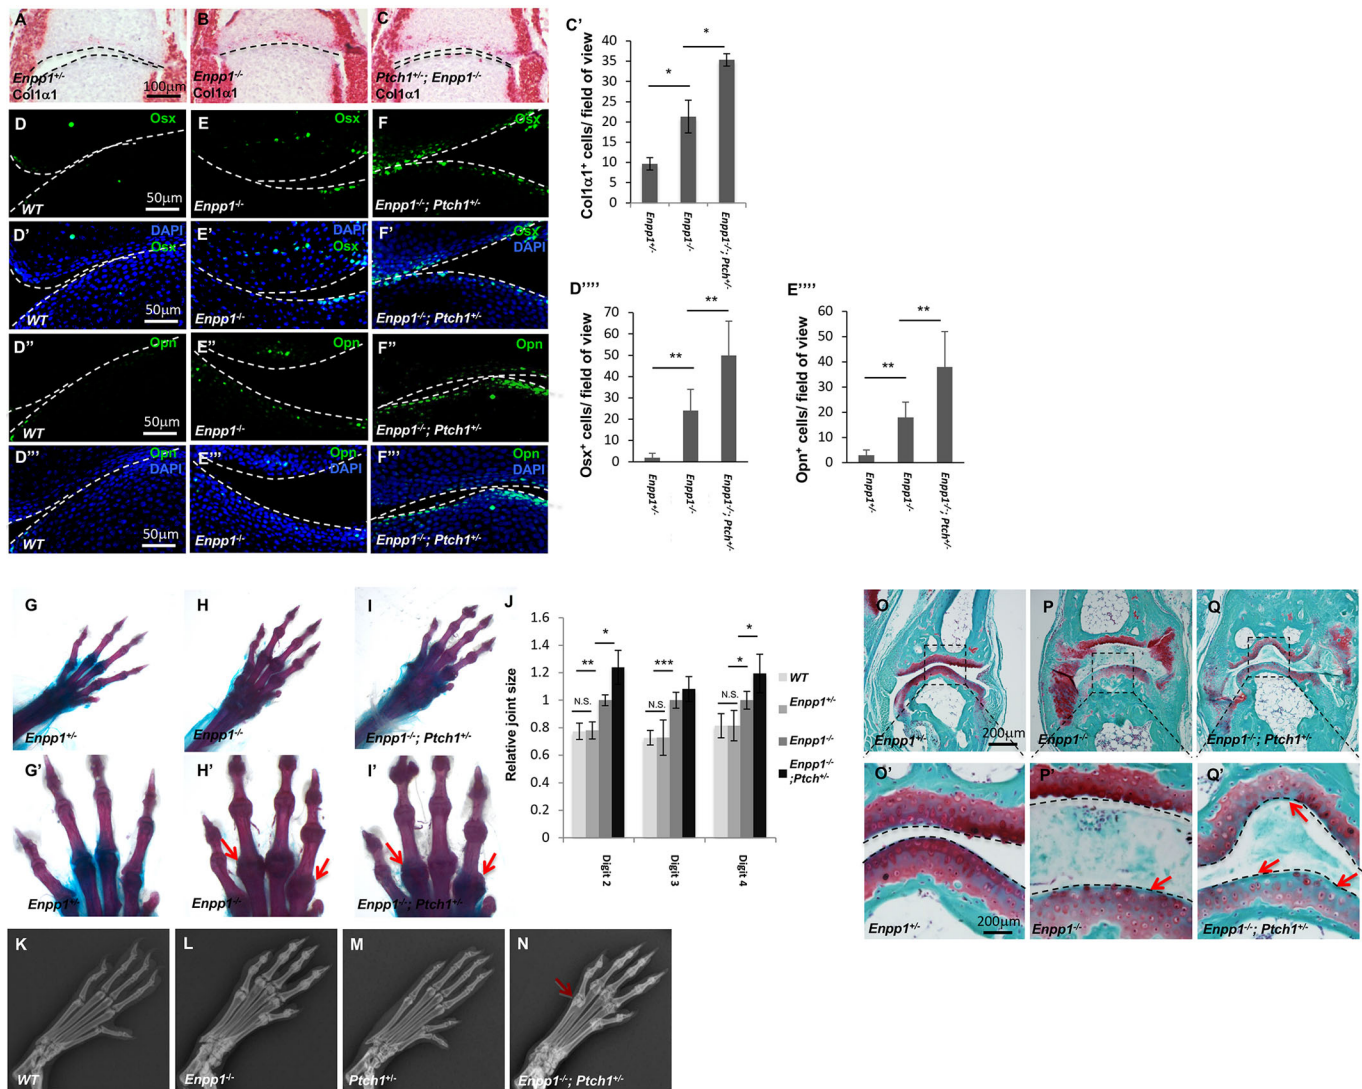 A
Enpp1+/-
Col1α1
100μm
B
Enpp1-/-
Col1α1
C
Ptch1+/-; Enpp1-/-
Col1α1
C'
Col1α1+ cells/ field of view
40
35
30
25
20
15
10
5
0
*
*
Enpp1+/-
Enpp1-/-
Enpp1-/-; Ptch+/-
D
Osx
WT
50μm
E
Osx
Enpp1-/-
F
Osx
Enpp1-/-; Ptch1+/-
D'
DAPI
Osx
WT
50μm
E'
DAPI
Osx
Enpp1-/-
F'
Osx
DAPI
Enpp1-/-; Ptch1+/-
D''
Opn
WT
50μm
E''
Opn
Enpp1-/-
F''
Opn
Enpp1-/-; Ptch1+/-
D'''
Opn
DAPI
WT
50μm
E'''
Opn
DAPI
Enpp1-/-
F'''
Opn
DAPI
Enpp1-/-; Ptch1+/-
D''''
Osx+ cells/ field of view
70
60
50
40
30
20
10
0
**
**
Enpp1+/-
Enpp1-/-
Enpp1-/-; Ptch+/-
E''''
Opn+ cells/ field of view
60
50
40
30
20
10
0
**
**
Enpp1+/-
Enpp1-/-
Enpp1-/-; Ptch+/-
G
Enpp1+/-
H
Enpp1-/-
I
Enpp1-/-; Ptch1+/-
G'
Enpp1+/-
H'
Enpp1-/-
I'
Enpp1-/-; Ptch1+/-
J
Relative joint size
1.6
1.4
1.2
1
0.8
0.6
0.4
0.2
0
N.S.
**
*
N.S.
***
N.S.
*
*
Digit 2
Digit 3
Digit 4
WT
Enpp1+/-
Enpp1-/-
Enpp1-/-
;Ptch+/-
K
WT
L
Enpp1-/-
M
Ptch1+/-
N
Enpp1-/-; Ptch1+/-
O
Enpp1+/-
200μm
P
Enpp1-/-
Q
Enpp1-/-; Ptch1+/-
O'
Enpp1+/-
200μm
P'
Enpp1-/-
Q'
Enpp1-/-; Ptch1+/-